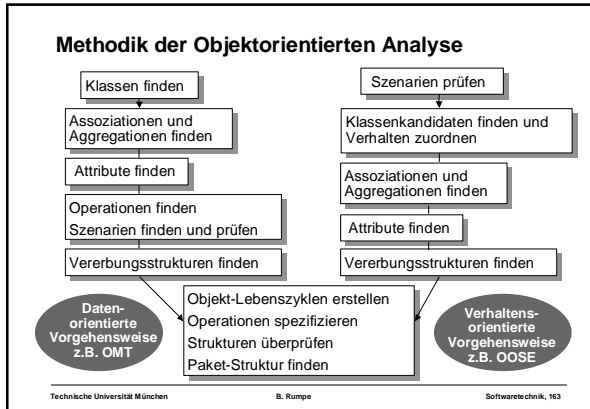 Methodik der Objektorientierten Analyse
Klassen finden
Assoziationen und
Aggregationen finden
Attribute finden
Operationen finden
Szenarien finden und prüfen
Vererbungsstrukturen finden
Szenarien prüfen
Klassenkandidaten finden und
Verhalten zuordnen
Assoziationen und
Aggregationen finden
Attribute finden
Vererbungsstrukturen finden
Daten-
orientierte
Vorgehensweise
z.B. OMT
Objekt-Lebenszyklen erstellen
Operationen spezifizieren
Strukturen überprüfen
Paket-Struktur finden
Verhaltens-
orientierte
Vorgehensweise
z.B. OOSE
Technische Universität München B. Rumpe Softwaretechnik, 163